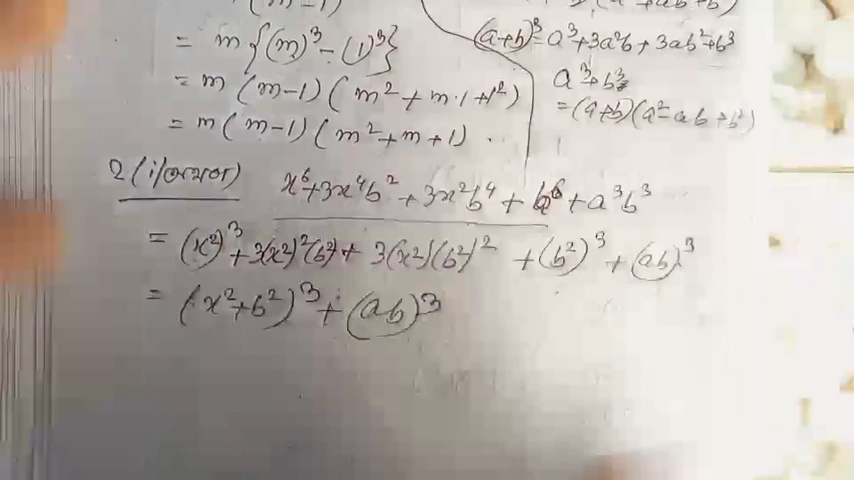 = m{(m)³ - (1)³}
= m (m-1) (m² + m·1 + 1²)
= m (m-1) (m² + m + 1).
(a+b)³ = a³ + 3a²b + 3ab² + b³
a³ + b³
= (a+b)(a² - ab + b²)
x⁶ + 3x⁴b² + 3x²b⁴ + b⁶ + a³b³
= (x²)³ + 3(x²)²(b²) + 3(x²)(b²)² + (b²)³ + (ab)³
= (x² + b²)³ + (ab)³